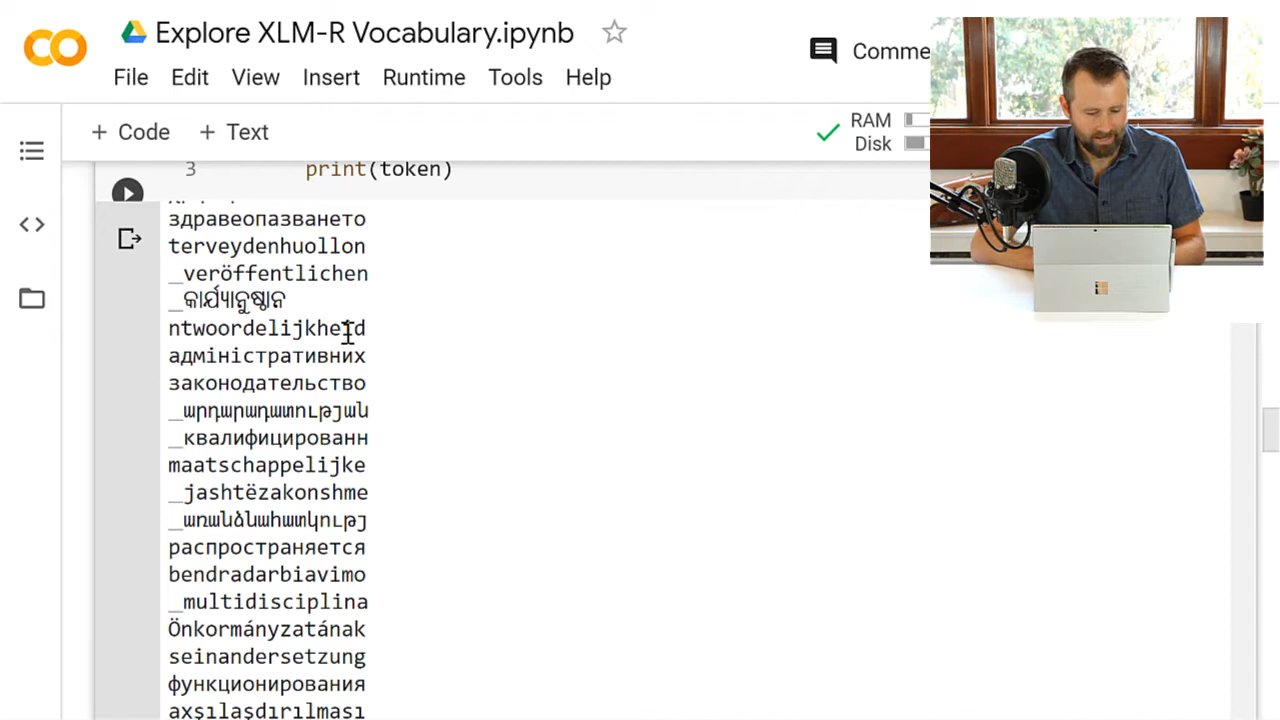 Explore XLM-R Vocabulary.ipynb
Comme
File Edit View Insert Runtime Tools Help
+ Code + Text
RAM
Disk
3 print(token)
здравеопазването
terveydenhuollon
_veröffentlichen
_କାର୍ଯ୍ୟାନୁଷ୍ଠାନ
ntwoordelijkheid
адміністративних
законодательство
_արդարադատության
_квалифицированн
maatschappelijke
_jashtëzakonshme
_առանձնահատկությ
распространяется
bendradarbiavimo
_multidisciplina
Önkormányzatának
seinandersetzung
функционирования
axşılaşdırılması